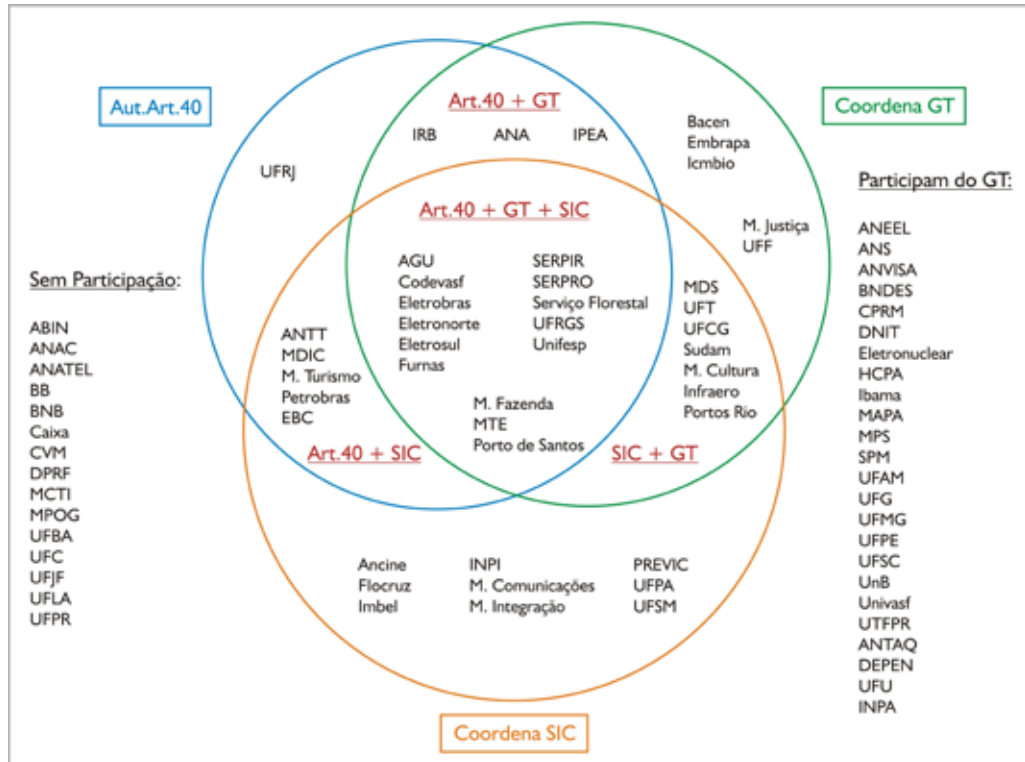 Aut.Art.40
Coordena GT
Art.40 + GT
IRB ANA IPEA
UFRJ
Bacen
Embrapa
Icmbio
M. Justiça
UFF
Art.40 + GT + SIC
AGU
Codevasf
Eletrobras
Eletronorte
Eletrosul
Furnas
SERPIR
SERPRO
Serviço Florestal
UFRGS
Unifesp
M. Fazenda
MTE
Porto de Santos
ANTT
MDIC
M. Turismo
Petrobras
EBC
Art.40 + SIC
MDS
UFT
UFCG
Sudam
M. Cultura
Infraero
Portos Rio
SIC + GT
Ancine
Flocruz
Imbel
INPI
M. Comunicações
M. Integração
PREVIC
UFPA
UFSM
Coordena SIC
Sem Participação:
ABIN
ANAC
ANATEL
BB
BNB
Caixa
CVM
DPRF
MCTI
MPOG
UFBA
UFC
UFJF
UFLA
UFPR
Participam do GT:
ANEEL
ANS
ANVISA
BNDES
CPRM
DNIT
Eletronuclear
HCPA
Ibama
MAPA
MPS
SPM
UFAM
UFG
UFMG
UFPE
UFSC
UnB
Univasf
UTFPR
ANTAQ
DEPEN
UFU
INPA